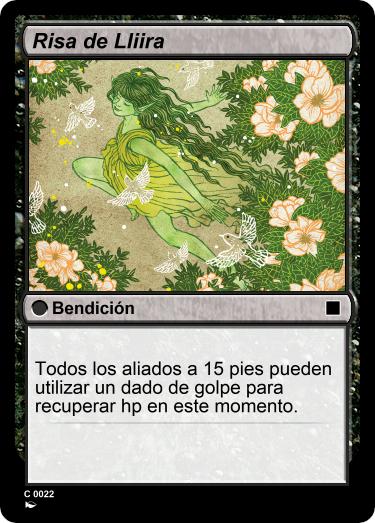 Risa de Lliira
Bendición
Todos los aliados a 15 pies pueden
utilizar un dado de golpe para
recuperar hp en este momento.
C 0022